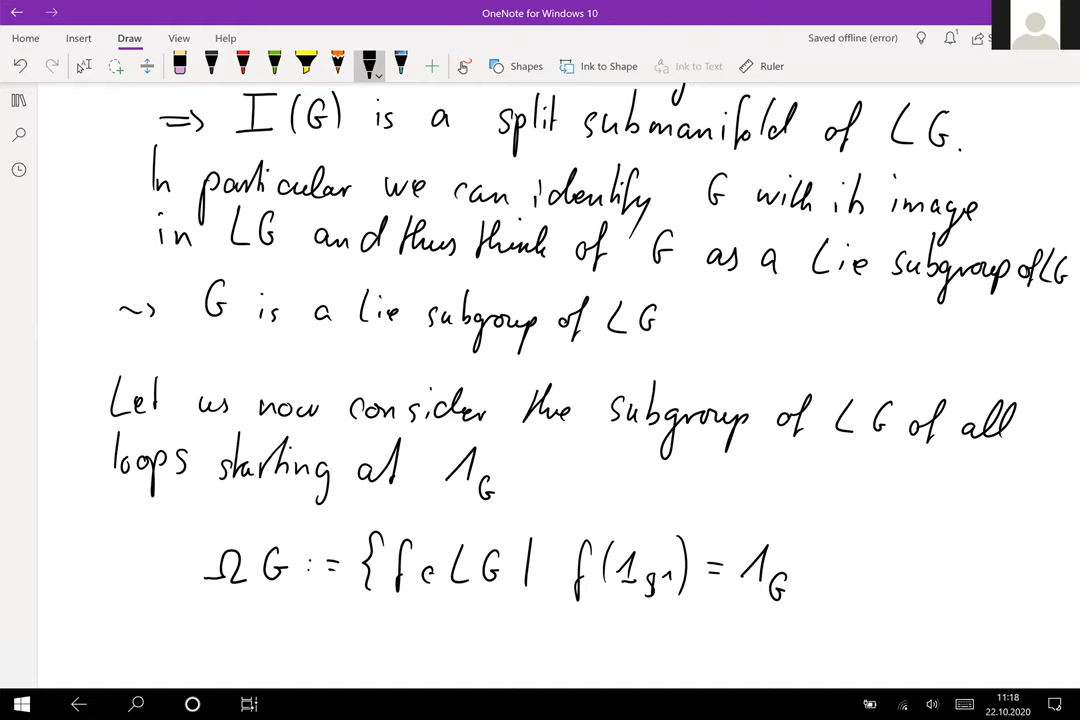 OneNote for Windows 10
Home Insert Draw View Help Saved offline (error)
Shapes Ink to Shape Ink to Text Ruler
=> I(G) is a split submanifold of LG.
In particular we can identify G with its image
in LG and thus think of G as a Lie subgroup of LG
~> G is a Lie subgroup of LG
Let us now consider the subgroup of LG of all
loops starting at 1_G
ΩG := {f ∈ LG | f(1_S1) = 1_G
11:18
22.10.2020